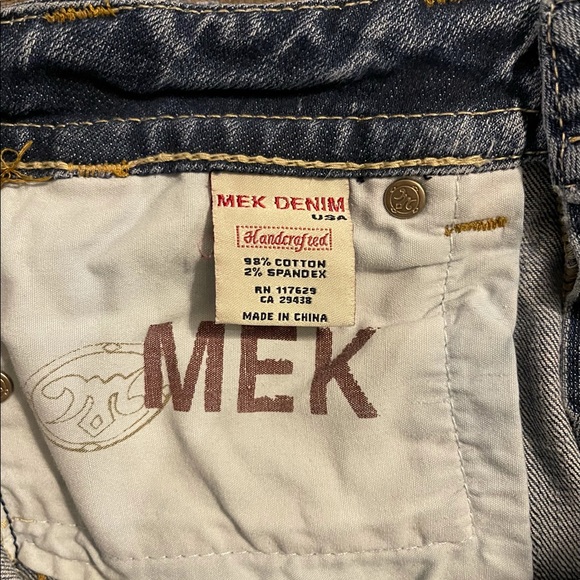 MEK DENIM
USA
Handcrafted
98% COTTON
2% SPANDEX
RN 117629
CA 29438
MADE IN CHINA
MEK